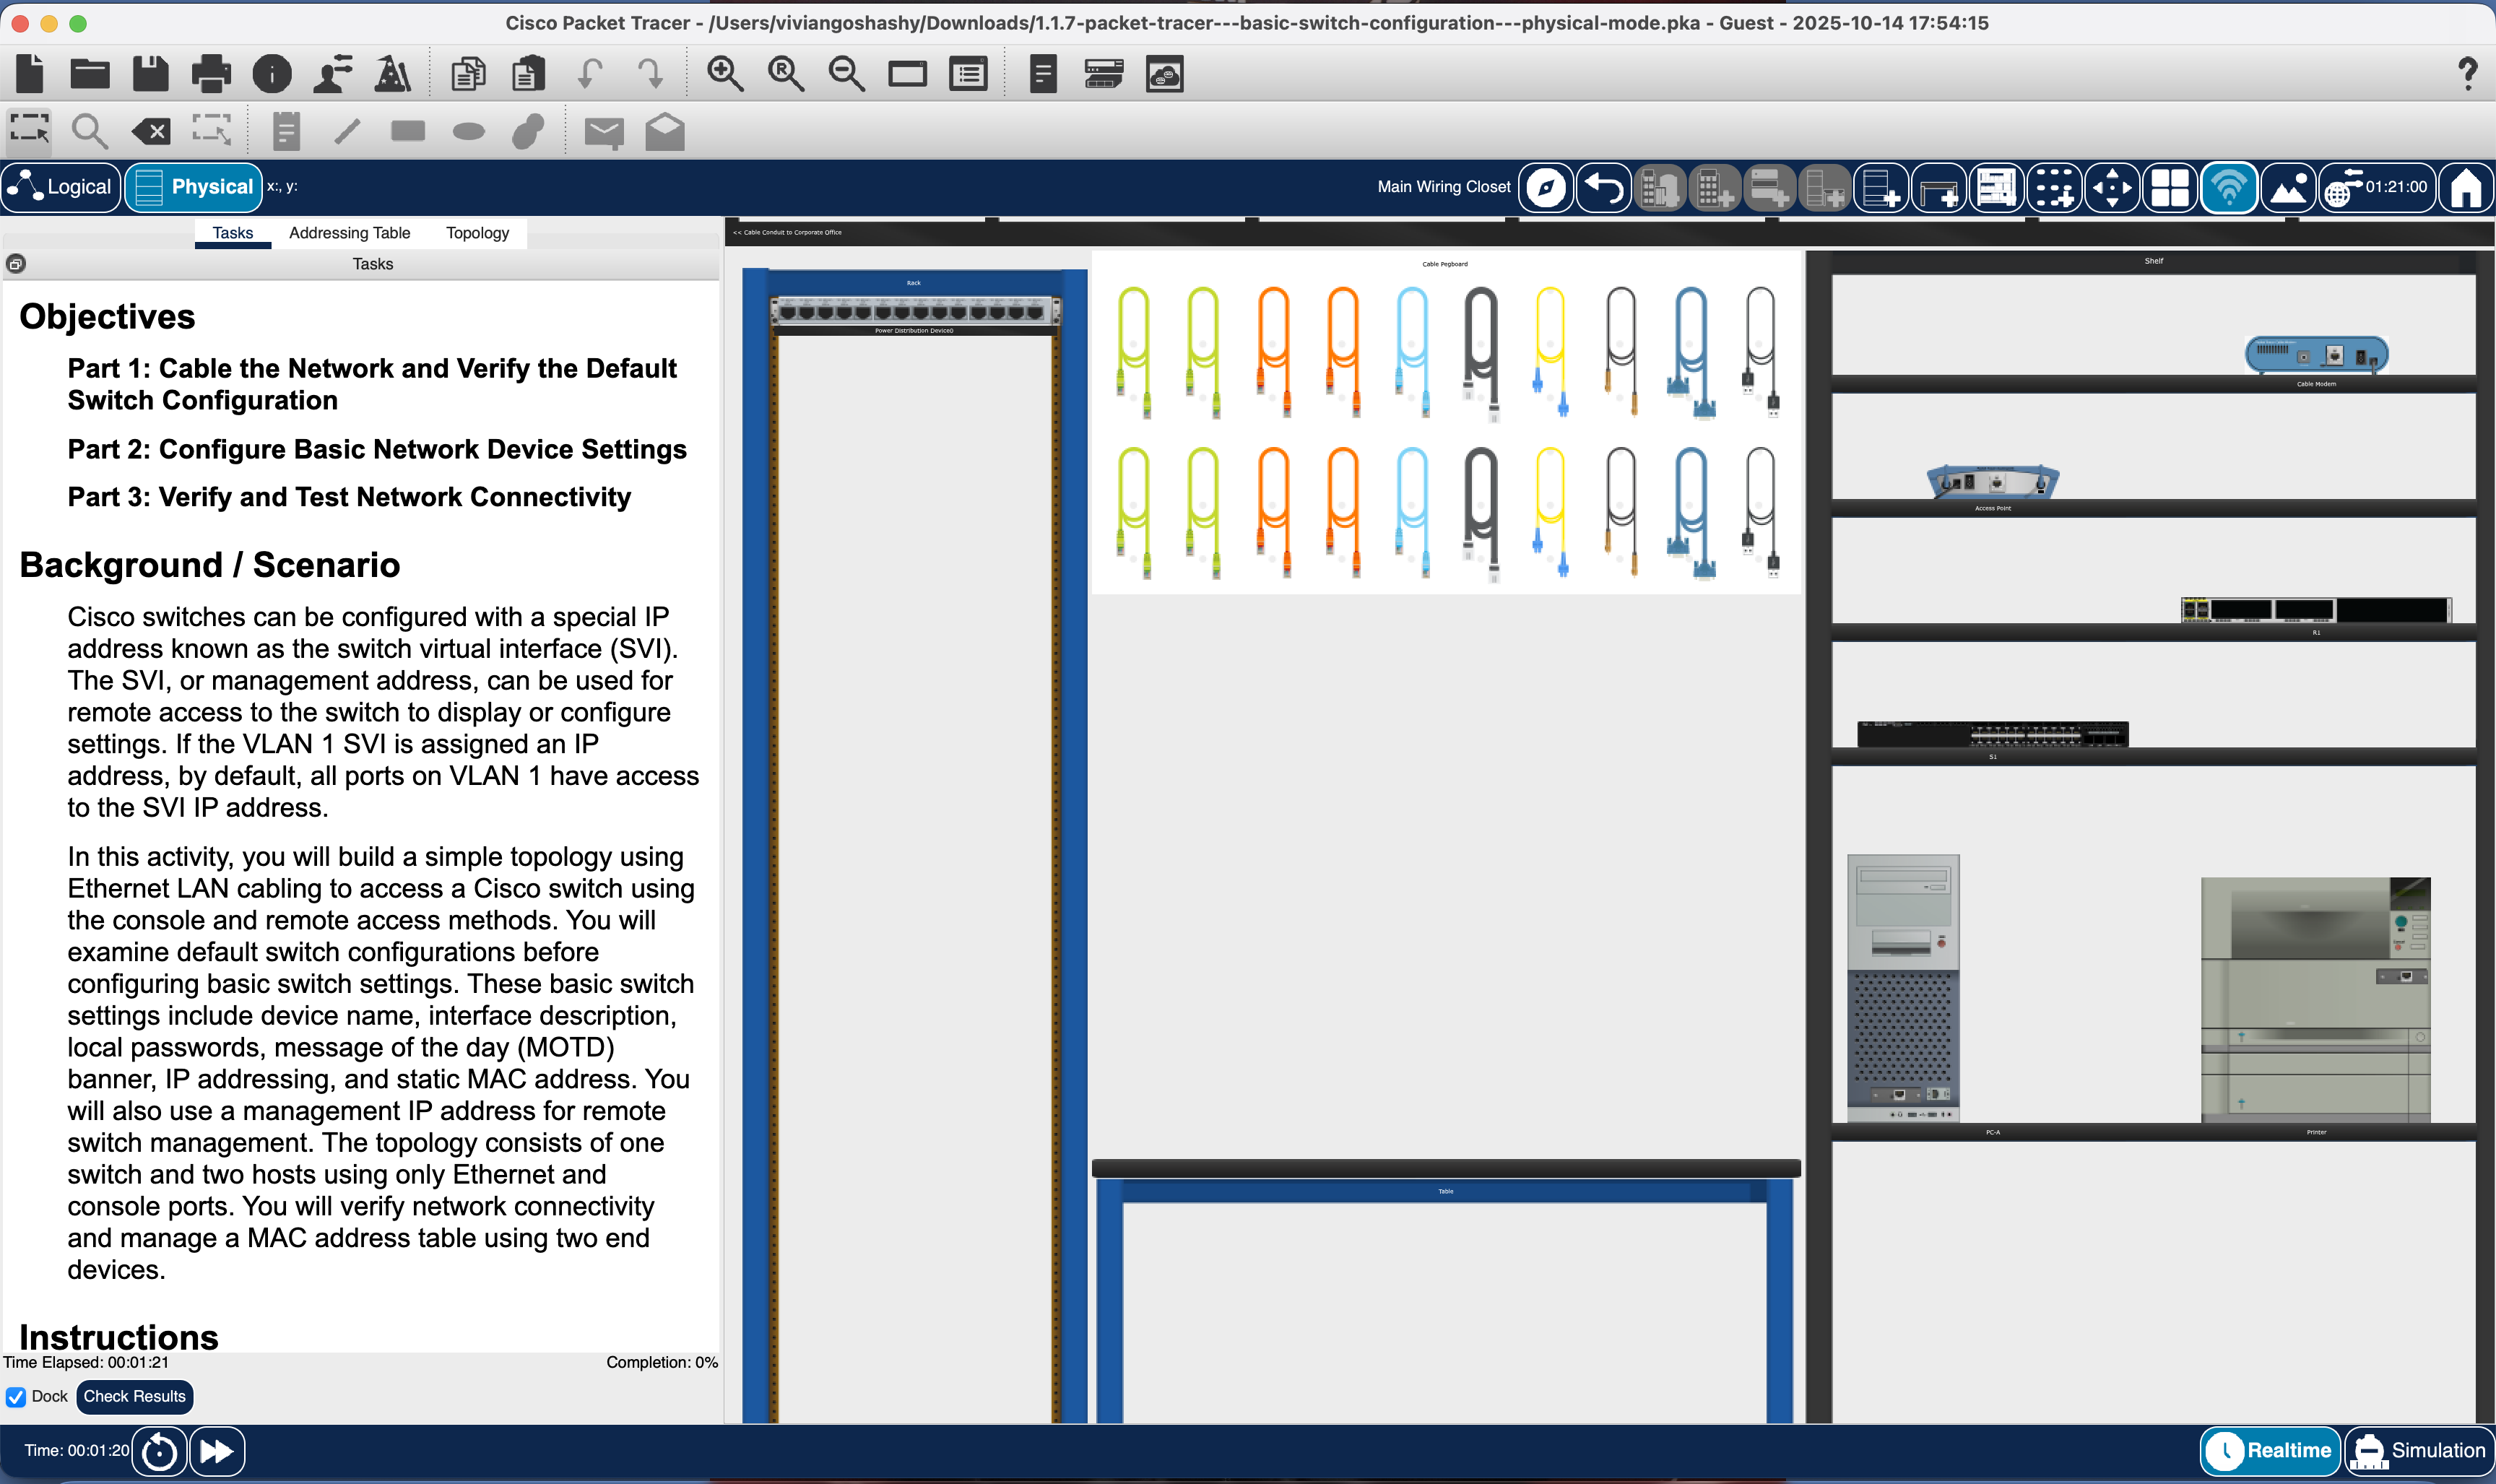 Cisco Packet Tracer - /Users/viviangoshashy/Downloads/1.1.7-packet-tracer---basic-switch-configuration---physical-mode.pka - Guest - 2025-10-14 17:54:15
Logical
Physical
x:, y:
Main Wiring Closet
01:21:00
Tasks
Addressing Table
Topology
Tasks
Objectives
Part 1: Cable the Network and Verify the Default
Switch Configuration
Part 2: Configure Basic Network Device Settings
Part 3: Verify and Test Network Connectivity
Background / Scenario
Cisco switches can be configured with a special IP
address known as the switch virtual interface (SVI).
The SVI, or management address, can be used for
remote access to the switch to display or configure
settings. If the VLAN 1 SVI is assigned an IP
address, by default, all ports on VLAN 1 have access
to the SVI IP address.
In this activity, you will build a simple topology using
Ethernet LAN cabling to access a Cisco switch using
the console and remote access methods. You will
examine default switch configurations before
configuring basic switch settings. These basic switch
settings include device name, interface description,
local passwords, message of the day (MOTD)
banner, IP addressing, and static MAC address. You
will also use a management IP address for remote
switch management. The topology consists of one
switch and two hosts using only Ethernet and
console ports. You will verify network connectivity
and manage a MAC address table using two end
devices.
Instructions
Time Elapsed: 00:01:21
Completion: 0%
Dock
Check Results
<< Cable Conduit to Corporate Office
Rack
Power Distribution Device0
Cable Pegboard
Table
Shelf
Cable Modem
Access Point
R1
S1
PC-A
Printer
Time: 00:01:20
Realtime
Simulation